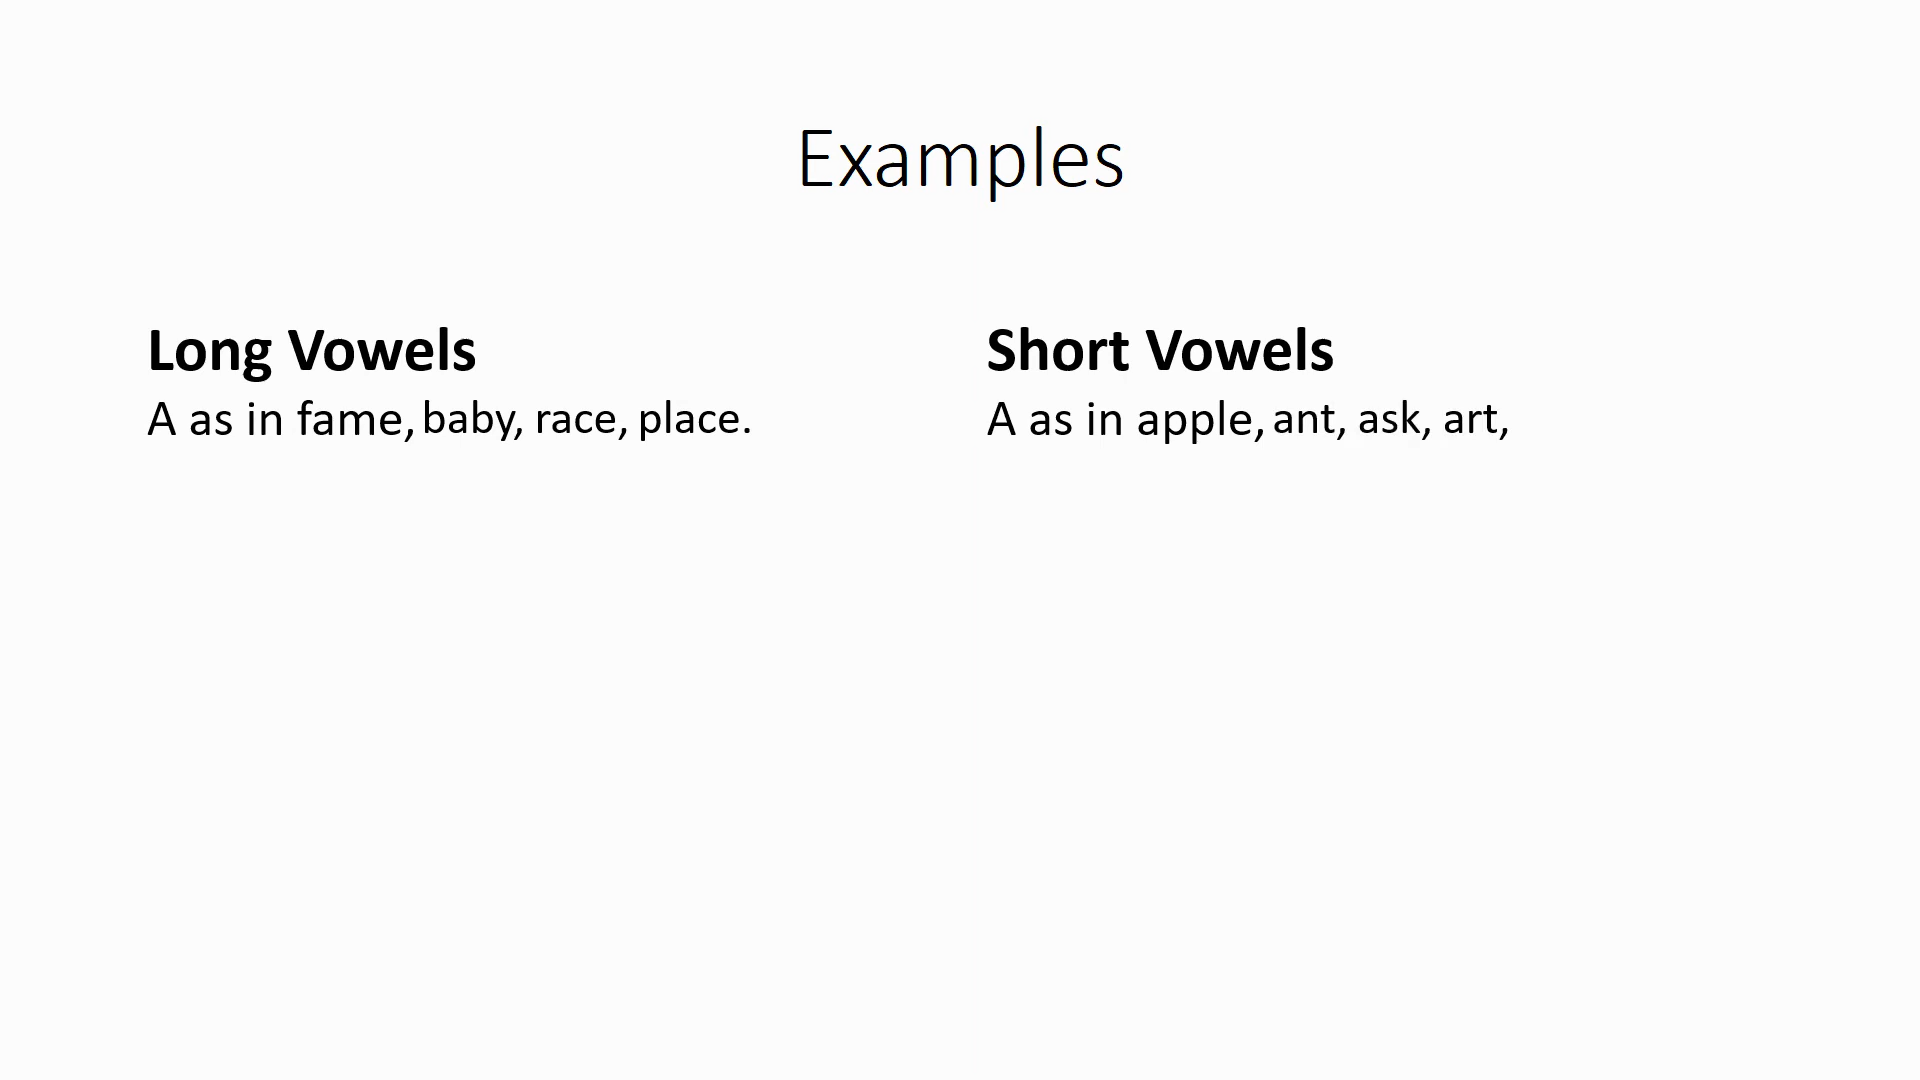 Examples
Long Vowels
A as in fame, baby, race, place.
Short Vowels
A as in apple, ant, ask, art,